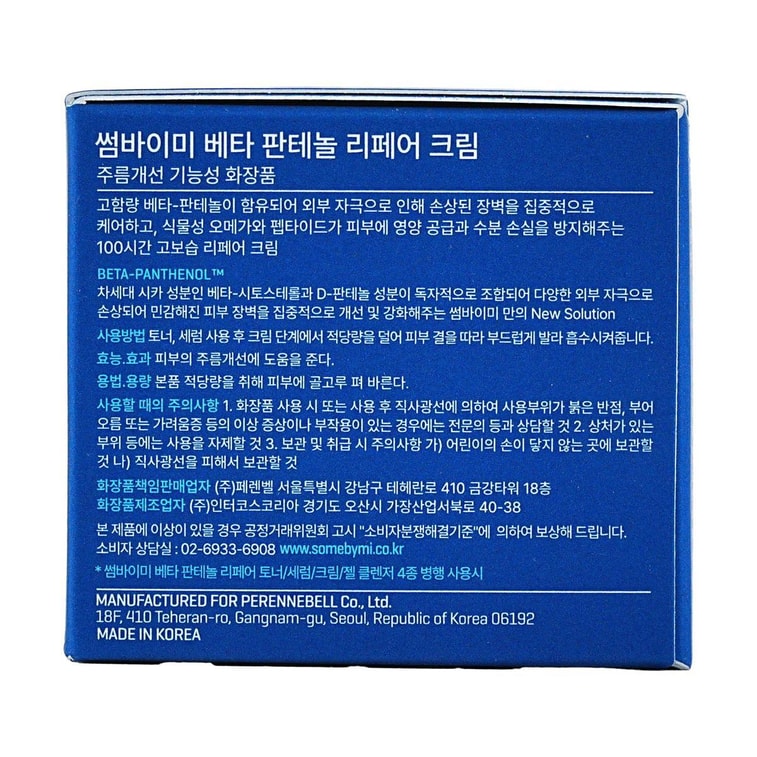 썸바이미 베타 판테놀 리페어 크림
주름개선 기능성 화장품
고함량 베타-판테놀이 함유되어 외부 자극으로 인해 손상된 장벽을 집중적으로
케어하고, 식물성 오메가와 펩타이드가 피부에 영양 공급과 수분 손실을 방지해주는
100시간 고보습 리페어 크림
BETA-PANTHENOL™
차세대 시카 성분인 베타-시토스테롤과 D-판테놀 성분이 독자적으로 조합되어 다양한 외부 자극으로
손상되어 민감해진 피부 장벽을 집중적으로 개선 및 강화해주는 썸바이미 만의 New Solution
사용방법 토너, 세럼 사용 후 크림 단계에서 적당량을 덜어 피부 결을 따라 부드럽게 발라 흡수시켜줍니다.
효능.효과 피부의 주름개선에 도움을 준다.
용법.용량 본품 적당량을 취해 피부에 골고루 펴 바른다.
사용할 때의 주의사항 1. 화장품 사용 시 또는 사용 후 직사광선에 의하여 사용부위가 붉은 반점, 부어
오름 또는 가려움증 등의 이상 증상이나 부작용이 있는 경우에는 전문의 등과 상담할 것 2. 상처가 있는
부위 등에는 사용을 자제할 것 3. 보관 및 취급 시 주의사항 가) 어린이의 손이 닿지 않는 곳에 보관할
것 나) 직사광선을 피해서 보관할 것
화장품책임판매업자 (주)페렌벨 서울특별시 강남구 테헤란로 410 금강타워 18층
화장품제조업자 (주)인터코스코리아 경기도 오산시 가장산업서북로 40-38
본 제품에 이상이 있을 경우 공정거래위원회 고시 "소비자분쟁해결기준"에 의하여 보상해 드립니다.
소비자 상담실 : 02-6933-6908 www.somebymi.co.kr
* 썸바이미 베타 판테놀 리페어 토너/세럼/크림/젤 클렌저 4종 병행 사용시
MANUFACTURED FOR PERENNEBELL Co., Ltd.
18F, 410 Teheran-ro, Gangnam-gu, Seoul, Republic of Korea 06192
MADE IN KOREA